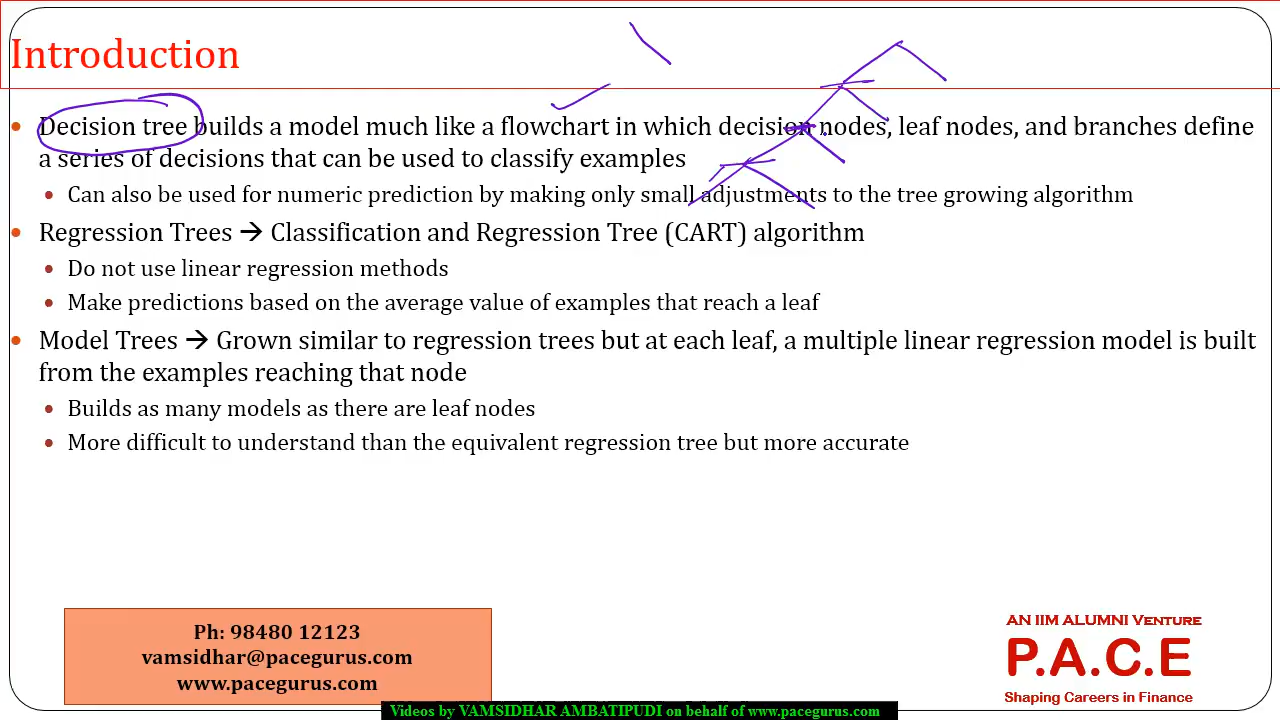 Introduction
• Decision tree builds a model much like a flowchart in which decision nodes, leaf nodes, and branches define
a series of decisions that can be used to classify examples
• Can also be used for numeric prediction by making only small adjustments to the tree growing algorithm
• Regression Trees → Classification and Regression Tree (CART) algorithm
• Do not use linear regression methods
• Make predictions based on the average value of examples that reach a leaf
• Model Trees → Grown similar to regression trees but at each leaf, a multiple linear regression model is built
from the examples reaching that node
• Builds as many models as there are leaf nodes
• More difficult to understand than the equivalent regression tree but more accurate
Ph: 98480 12123
vamsidhar@pacegurus.com
www.pacegurus.com
AN IIM ALUMNI VENTURE
P.A.C.E
Shaping Careers in Finance
Videos by VAMSIDHAR AMBATIPUDI on behalf of www.pacegurus.com